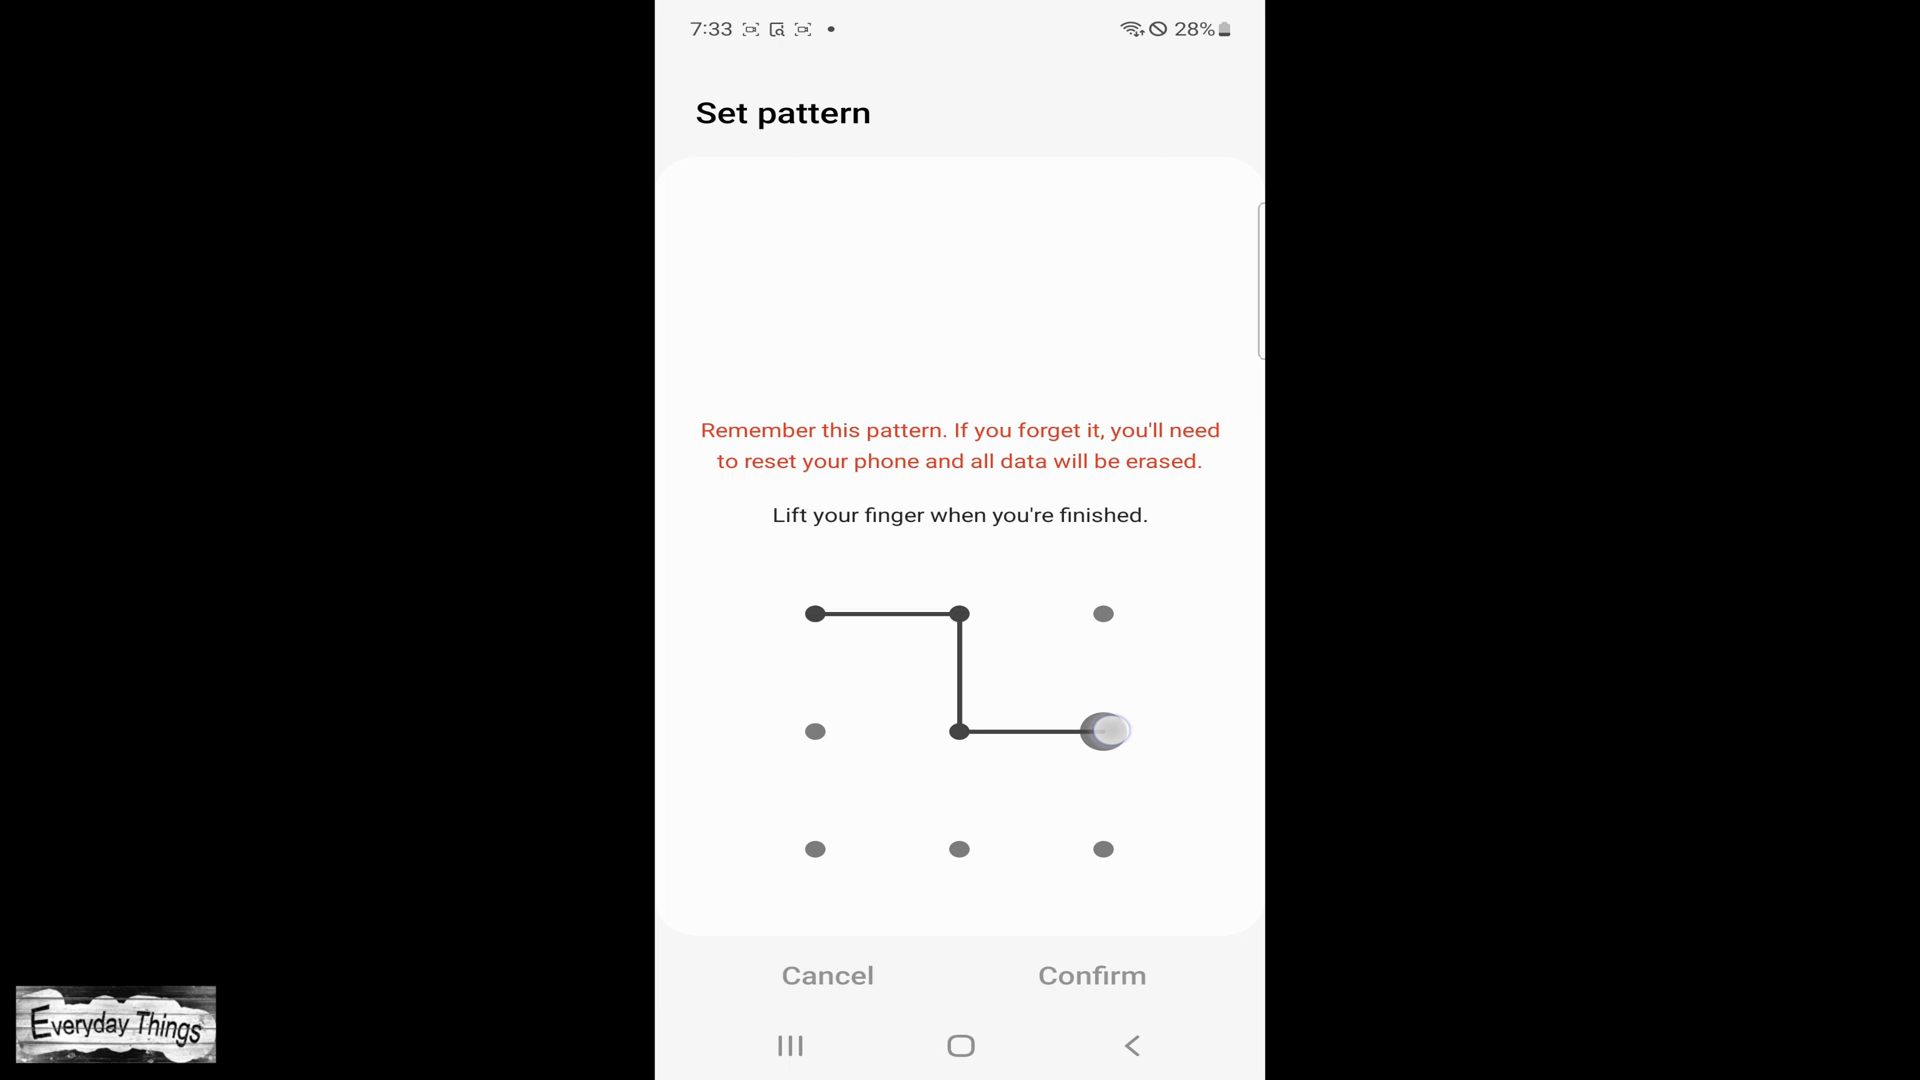 7:33
28%
Set pattern
Remember this pattern. If you forget it, you'll need
to reset your phone and all data will be erased.
Lift your finger when you're finished.
Cancel
Confirm
Everyday Things